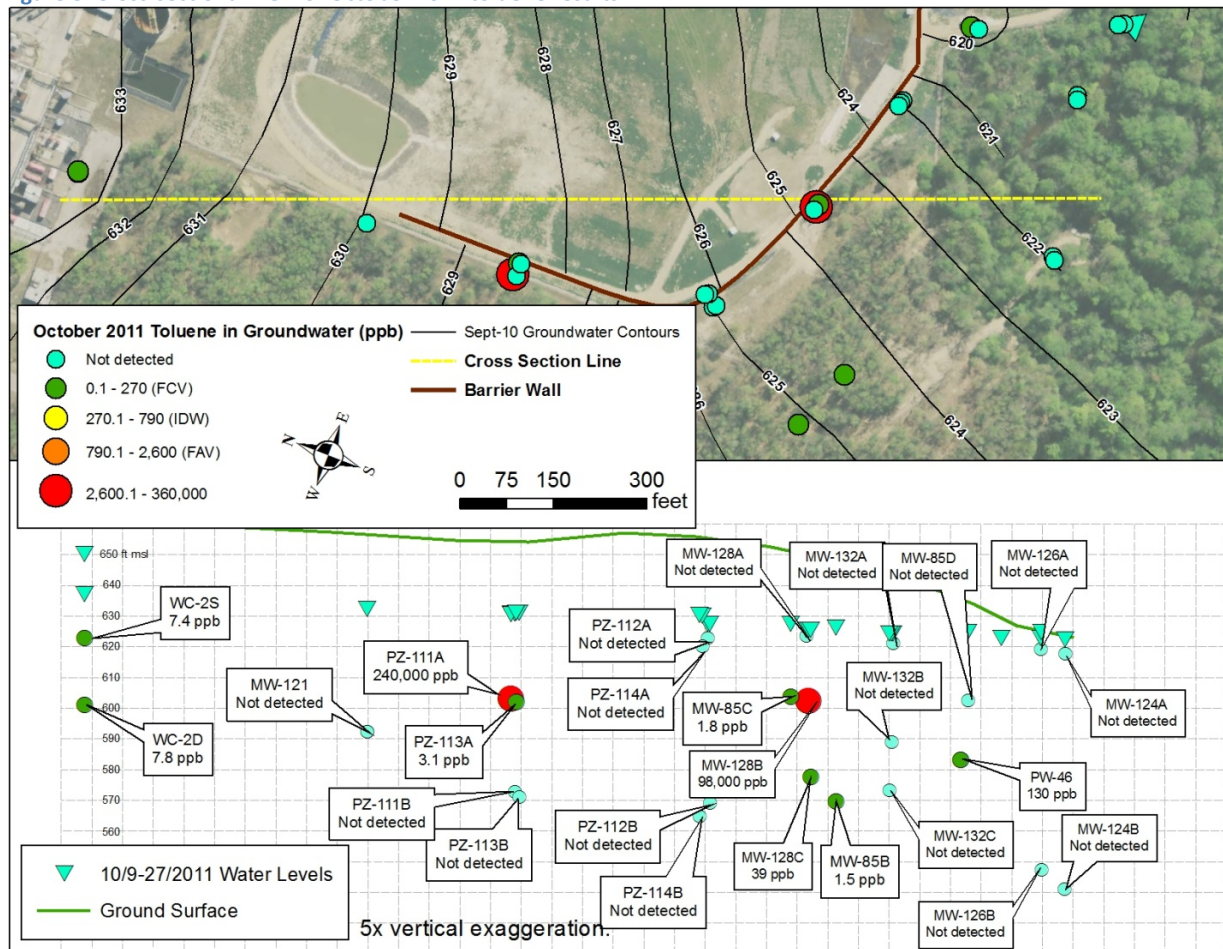 633
632
631
630
629
629
628
627
626
625
624
620
621
622
623
624
625
October 2011 Toluene in Groundwater (ppb)
Not detected
0.1 - 270 (FCV)
270.1 - 790 (IDW)
790.1 - 2,600 (FAV)
2,600.1 - 360,000
Sept-10 Groundwater Contours
Cross Section Line
Barrier Wall
N
E
W
S
0 75 150 300
feet
650 ft msl
640
630
620
610
600
590
580
570
560
WC-2S
7.4 ppb
WC-2D
7.8 ppb
MW-121
Not detected
PZ-111A
240,000 ppb
PZ-113A
3.1 ppb
PZ-111B
Not detected
PZ-113B
Not detected
PZ-112A
Not detected
PZ-114A
Not detected
PZ-112B
Not detected
PZ-114B
Not detected
MW-128A
Not detected
MW-85C
1.8 ppb
MW-128B
98,000 ppb
MW-128C
39 ppb
MW-85B
1.5 ppb
MW-132A
Not detected
MW-132B
Not detected
MW-132C
Not detected
MW-85D
Not detected
PW-46
130 ppb
MW-126A
Not detected
MW-124A
Not detected
MW-124B
Not detected
MW-126B
Not detected
10/9-27/2011 Water Levels
Ground Surface
5x vertical exaggeration.